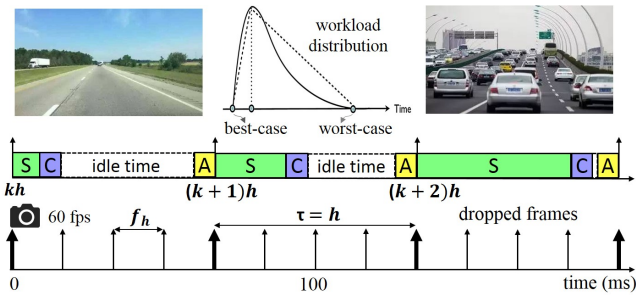 workload
distribution
Time
best-case
worst-case
S
C
idle time
A
S
C
idle time
A
S
C
A
kh
(k + 1)h
(k + 2)h
60 fps
f_h
τ = h
dropped frames
0
100
time (ms)